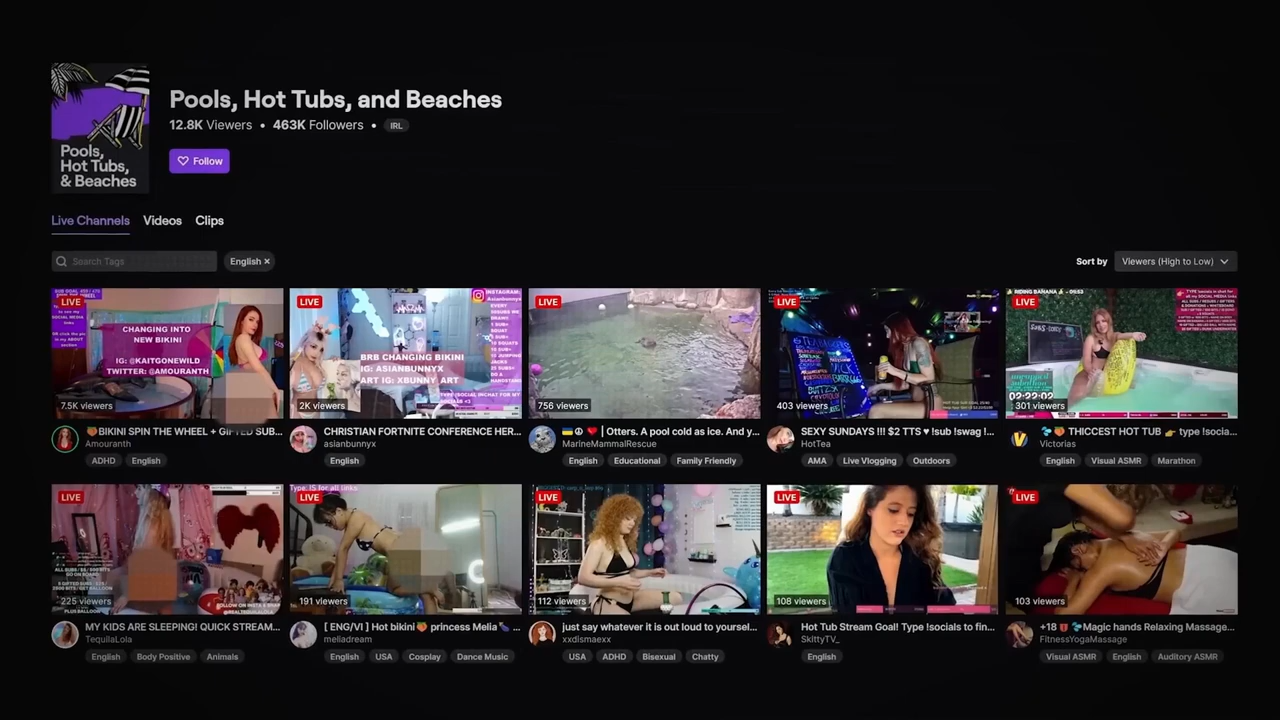 Pools, Hot Tubs, and Beaches
12.8K Viewers • 463K Followers • IRL
Pools,
Hot Tubs,
& Beaches
Follow
Live Channels Videos Clips
Search Tags English × Sort by Viewers (High to Low)
LIVE
CHANGING INTO
NEW BIKINI
IG: @KAITGONEWILD
TWITTER: @AMOURANTH
7.5K viewers
🍑BIKINI SPIN THE WHEEL + GIFTED SUB...
Amouranth
ADHD English
LIVE
INSTAGRAM:
BRB CHANGING BIKINI
IG: ASIANBUNNYX
ART IG: XBUNNY_ART
2K viewers
CHRISTIAN FORTNITE CONFERENCE HER...
asianbunnyx
English
LIVE
756 viewers
🇺🇦 ☮ ❤️ | Otters. A pool cold as ice. And y...
MarineMammalRescue
English Educational Family Friendly
LIVE
403 viewers
SEXY SUNDAYS !!! $2 TTS ♥ !sub !swag !...
HotTea
AMA Live Vlogging Outdoors
LIVE
02:22:02
301 viewers
💦🍑 THICCEST HOT TUB 👉 type !socia...
Victorias
English Visual ASMR Marathon
LIVE
225 viewers
MY KIDS ARE SLEEPING! QUICK STREAM...
TequilaLola
English Body Positive Animals
Type: IS for all links
LIVE
191 viewers
[ ENG/VI ] Hot bikini🍑 princess Melia🍆 ...
meliadream
English USA Cosplay Dance Music
LIVE
112 viewers
just say whatever it is out loud to yoursel...
xxdismaexx
USA ADHD Bisexual Chatty
LIVE
108 viewers
Hot Tub Stream Goal! Type !socials to fin...
SkittyTV_
English
LIVE
103 viewers
+18 🔞 💦Magic hands Relaxing Massage...
FitnessYogaMassage
Visual ASMR English Auditory ASMR